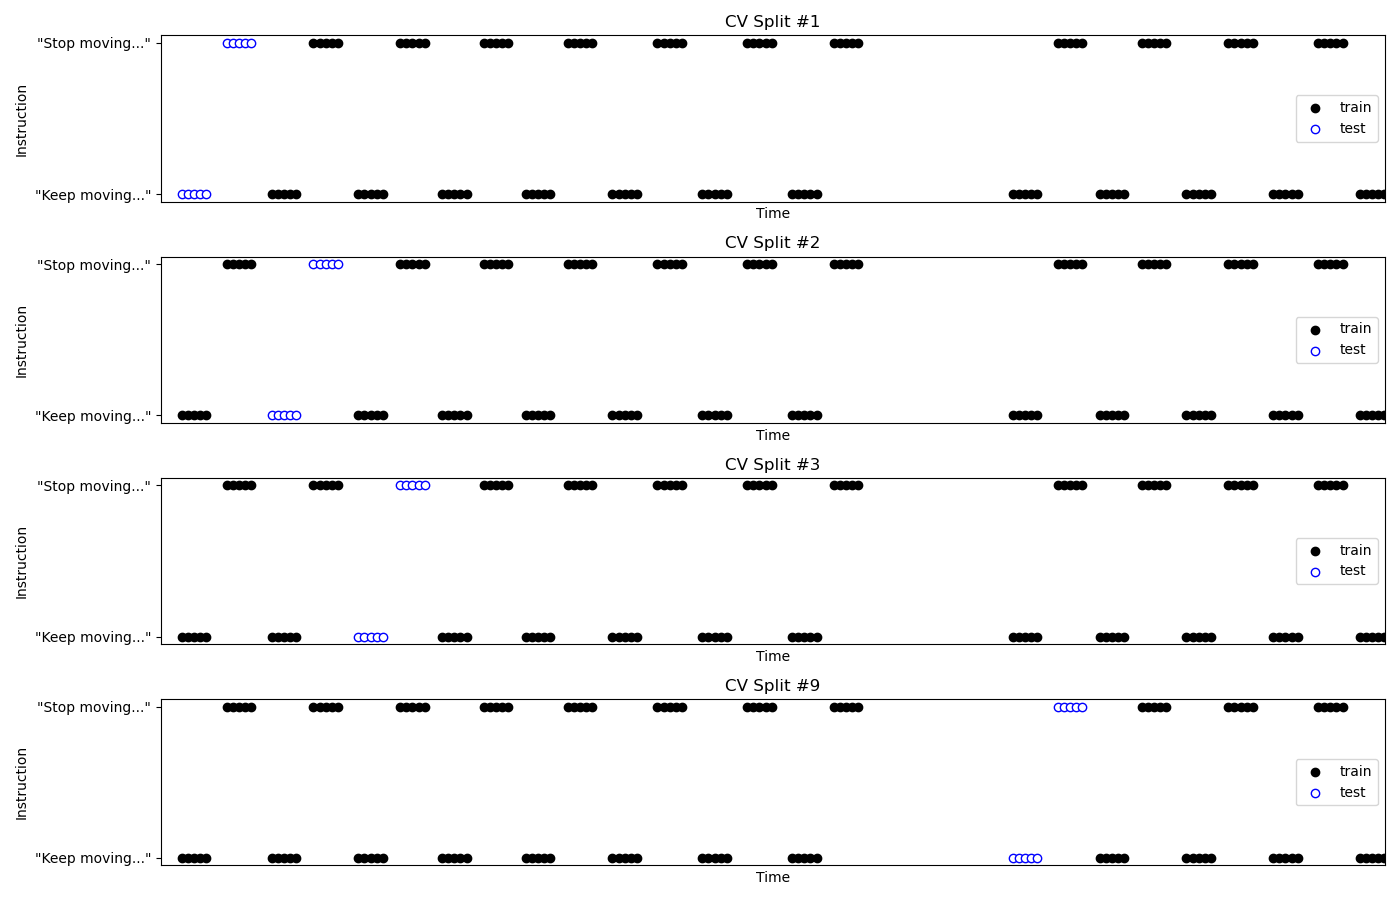 CV Split #1
"Stop moving..."
Instruction
train
test
"Keep moving..."
Time
CV Split #2
"Stop moving..."
Instruction
train
test
"Keep moving..."
Time
CV Split #3
"Stop moving..."
Instruction
train
test
"Keep moving..."
Time
CV Split #9
"Stop moving..."
Instruction
train
test
"Keep moving..."
Time